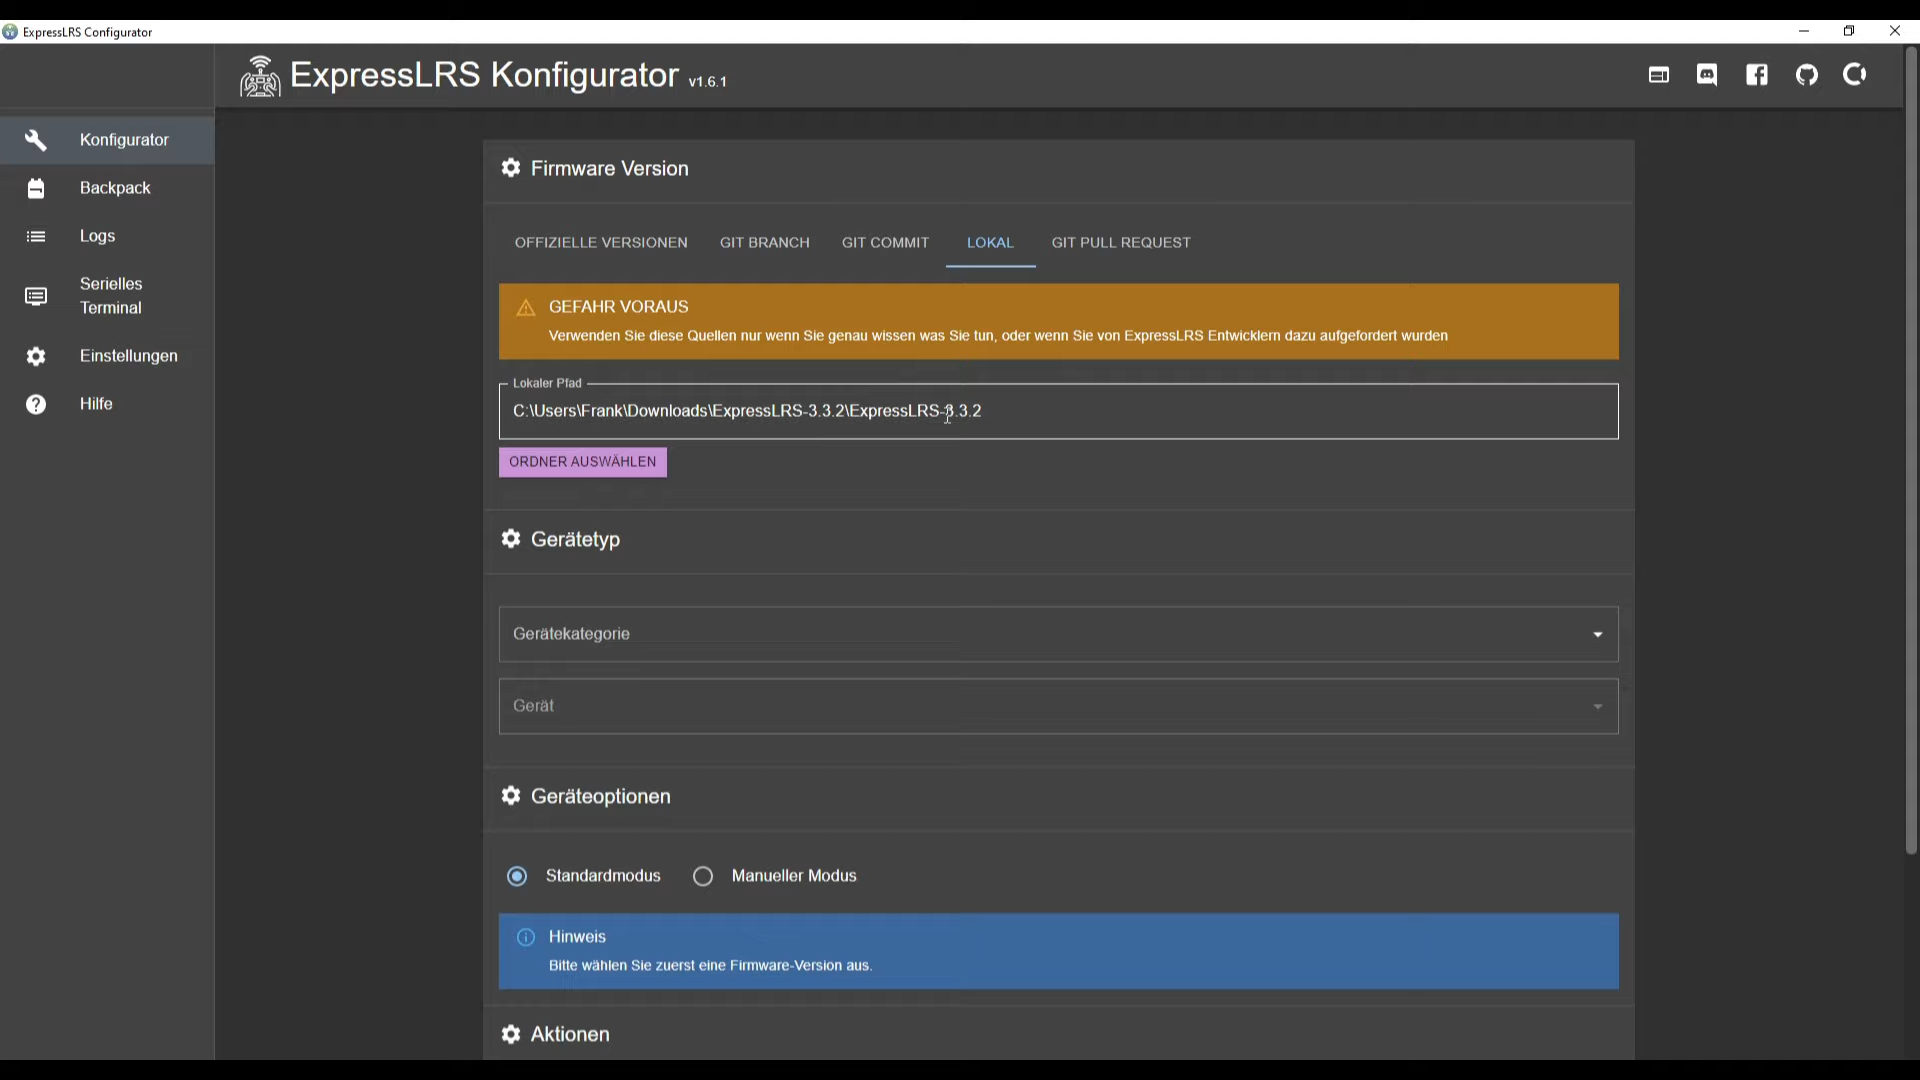 ExpressLRS Configurator
ExpressLRS Konfigurator v1.6.1
Konfigurator
Backpack
Logs
Serielles
Terminal
Einstellungen
Hilfe
Firmware Version
OFFIZIELLE VERSIONEN GIT BRANCH GIT COMMIT LOKAL GIT PULL REQUEST
GEFAHR VORAUS
Verwenden Sie diese Quellen nur wenn Sie genau wissen was Sie tun, oder wenn Sie von ExpressLRS Entwicklern dazu aufgefordert wurden
Lokaler Pfad
C:\Users\Frank\Downloads\ExpressLRS-3.3.2\ExpressLRS-3.3.2
ORDNER AUSWÄHLEN
Gerätetyp
Gerätekategorie
Gerät
Geräteoptionen
Standardmodus Manueller Modus
Hinweis
Bitte wählen Sie zuerst eine Firmware-Version aus.
Aktionen